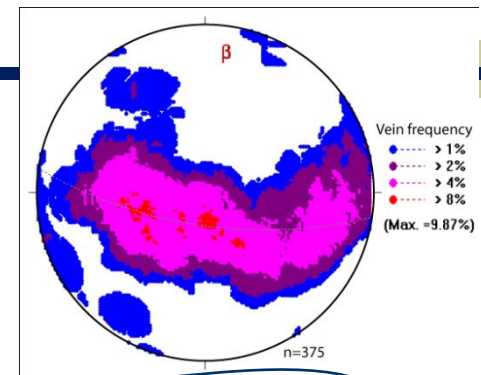 β
Vein frequency
> 1%
> 2%
> 4%
> 8%
(Max. =9.87%)
n=375